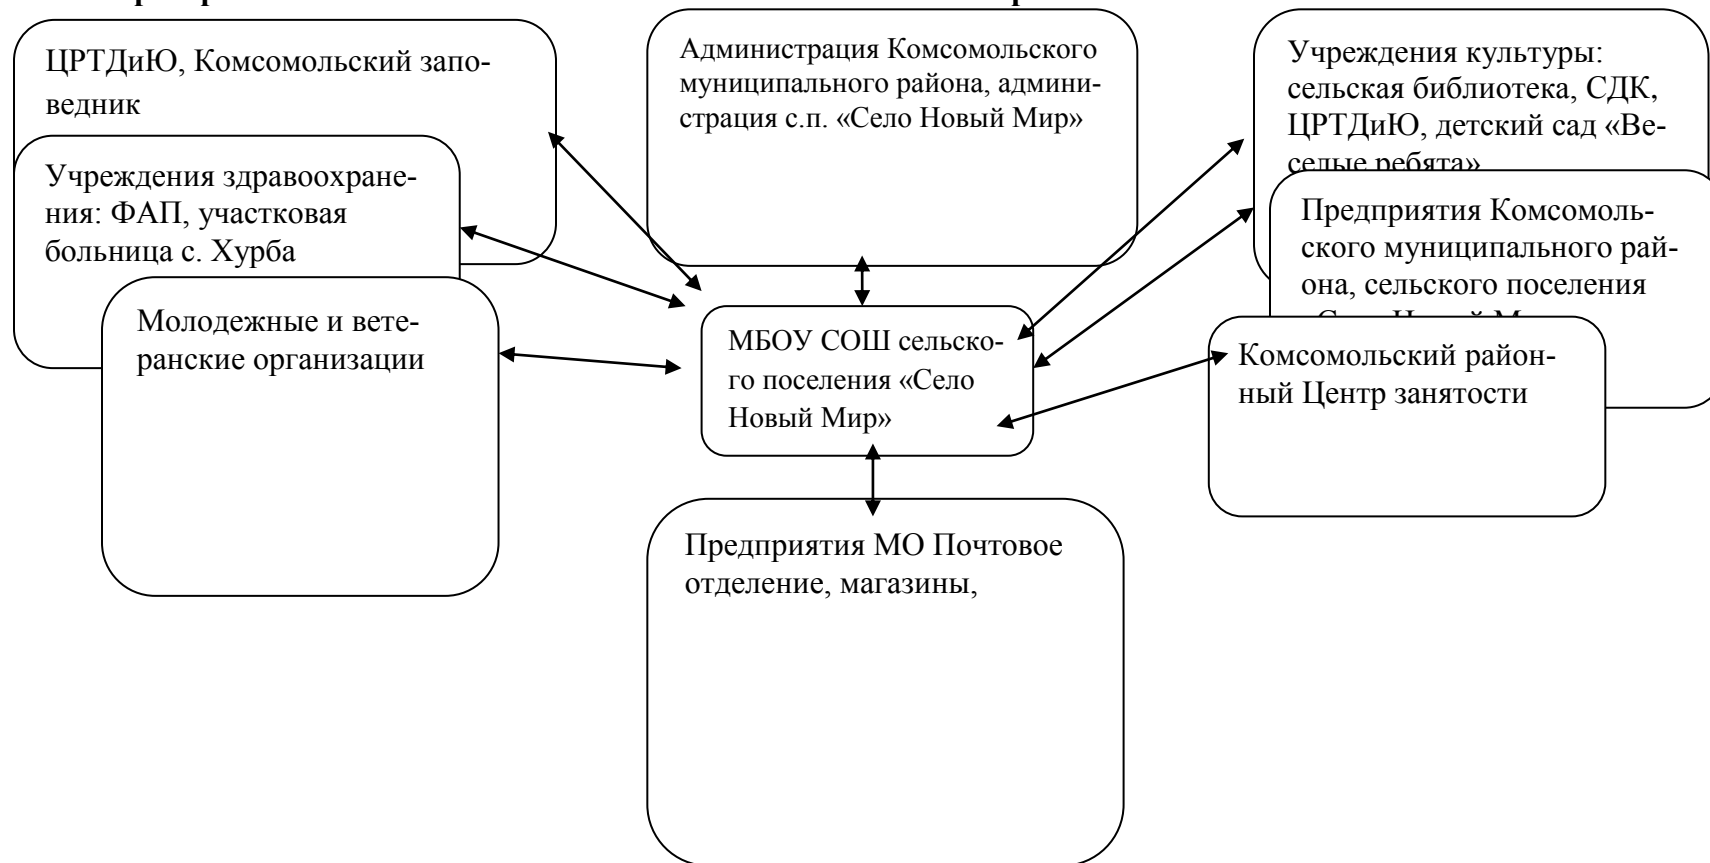 ЦРТДиЮ, Комсомольский запо-
ведник
Учреждения здравоохране-
ния: ФАП, участковая
больница с. Хурба
Молодежные и вете-
ранские организации
Администрация Комсомольского
муниципального района, админи-
страция с.п. «Село Новый Мир»
МБОУ СОШ сельско-
го поселения «Село
Новый Мир»
Предприятия МО Почтовое
отделение, магазины,
Учреждения культуры:
сельская библиотека, СДК,
ЦРТДиЮ, детский сад «Ве-
селые ребята»
Предприятия Комсомоль-
ского муниципального рай-
она, сельского поселения
Комсомольский район-
ный Центр занятости